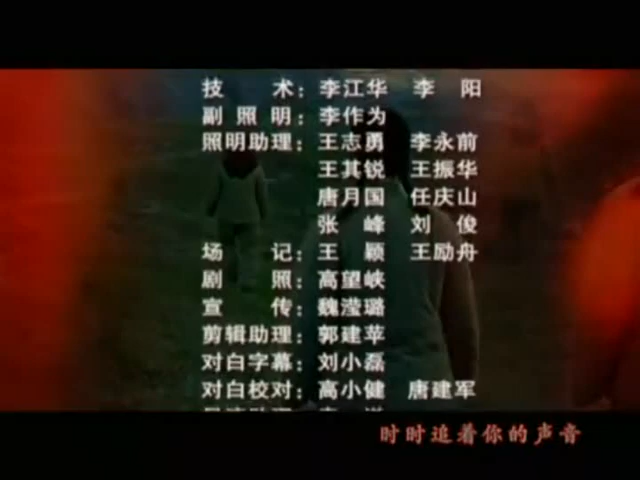 技 术：李江华 李 阳
副 照 明：李作为
照明助理：王志勇 李永前
王其锐 王振华
唐月国 任庆山
张 峰 刘 俊
场 记：王 颖 王励舟
剧 照：高望峡
宣 传：魏滢璐
剪辑助理：郭建苹
对白字幕：刘小磊
对白校对：高小健 唐建军
时时追着你的声音